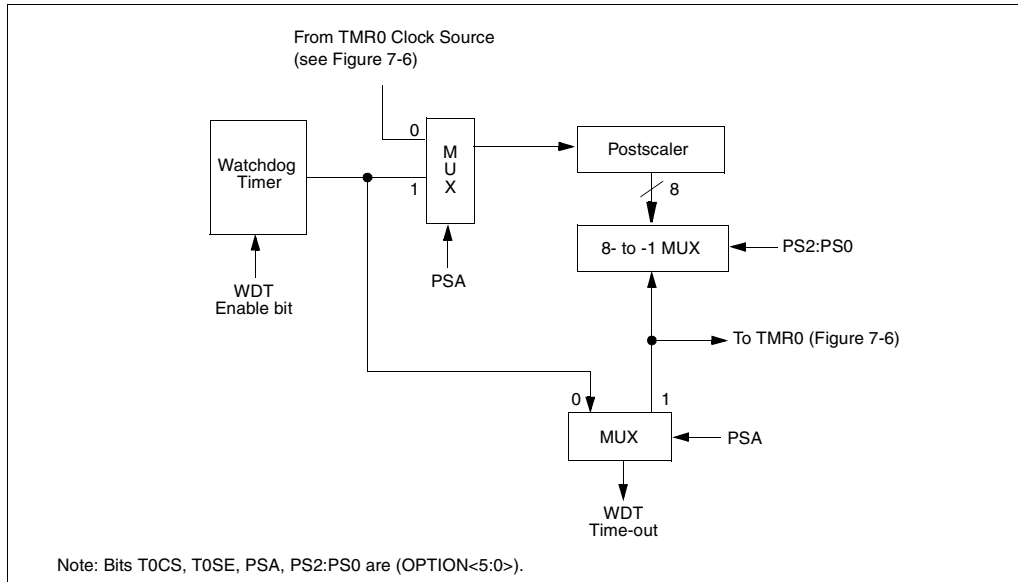 From TMR0 Clock Source
(see Figure 7-6)
0
M
U
X
1
Watchdog
Timer
Postscaler
8
8- to -1 MUX
PS2:PS0
WDT
Enable bit
PSA
To TMR0 (Figure 7-6)
0
1
MUX
PSA
WDT
Time-out
Note: Bits T0CS, T0SE, PSA, PS2:PS0 are (OPTION<5:0>).